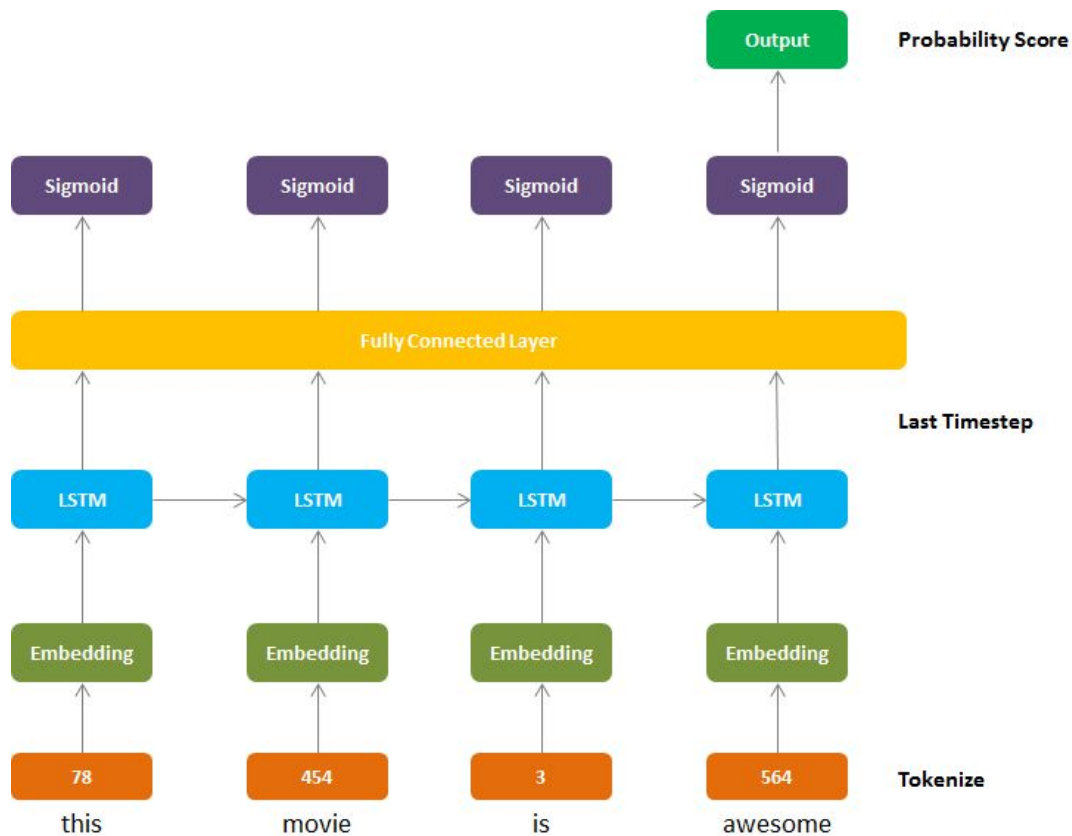 Output Probability Score
Sigmoid Sigmoid Sigmoid Sigmoid
Fully Connected Layer
Last Timestep
LSTM LSTM LSTM LSTM
Embedding Embedding Embedding Embedding
78 454 3 564 Tokenize
this movie is awesome